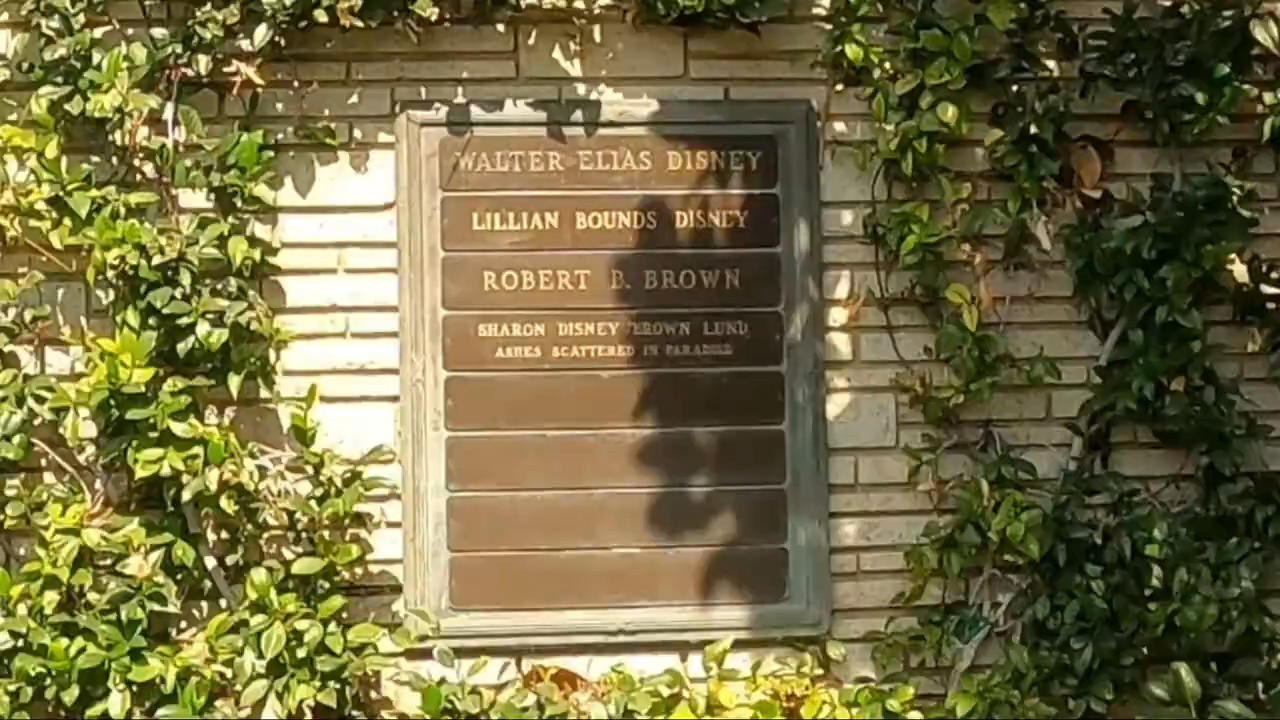 WALTER ELIAS DISNEY
LILLIAN BOUNDS DISNEY
ROBERT B. BROWN
SHARON DISNEY BROWN LUND
ASHES SCATTERED IN PARADISE